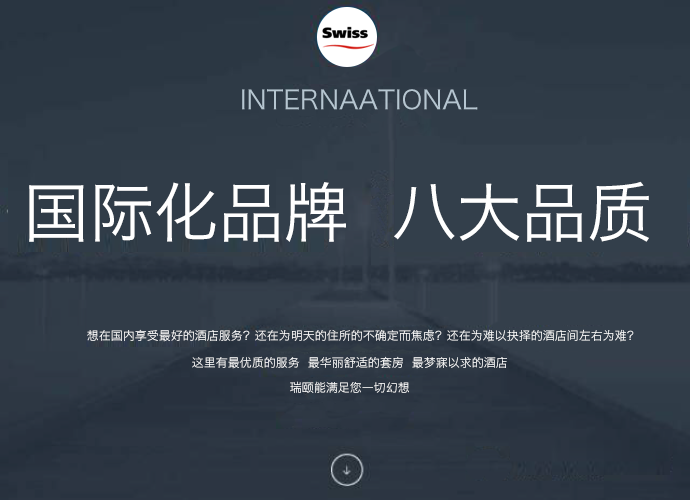 Swiss
INTERNAATIONAL
国际化品牌 八大品质
想在国内享受最好的酒店服务？还在为明天的住所的不确定而焦虑？还在为难以抉择的酒店间左右为难？
这里有最优质的服务 最华丽舒适的套房 最梦寐以求的酒店
瑞颐能满足您一切幻想